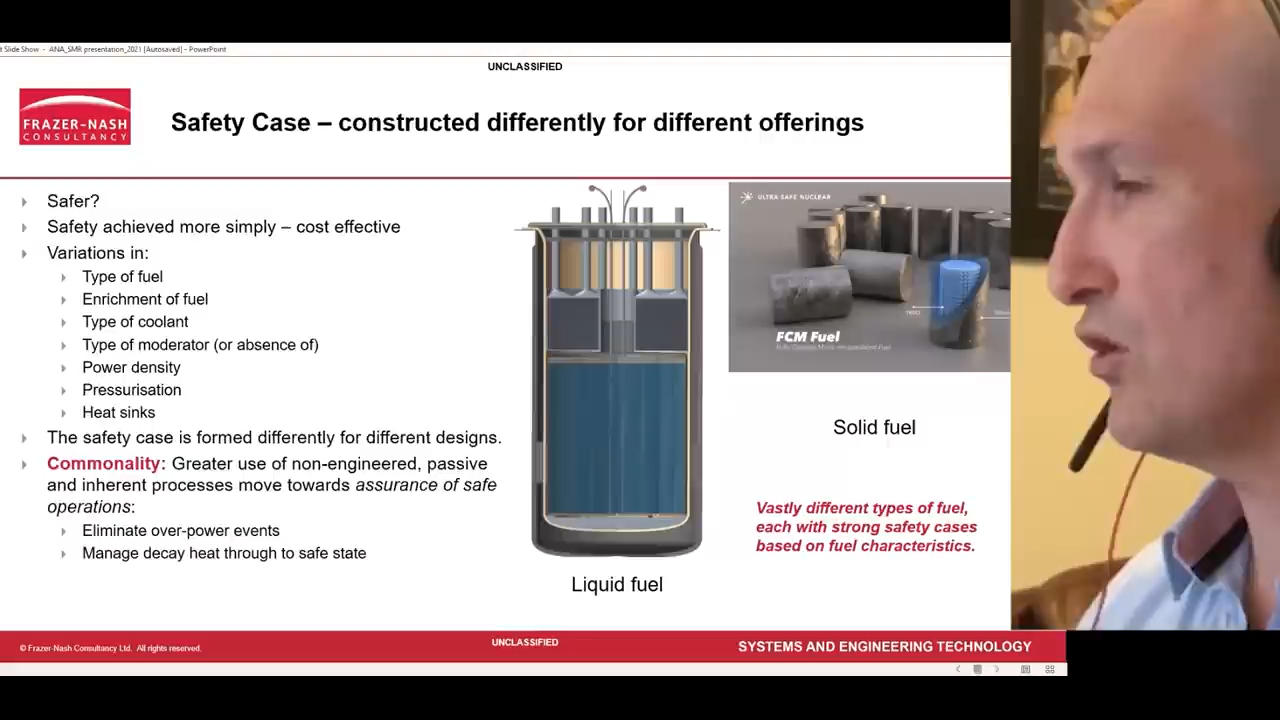 t Slide Show - ANA_SMR presentation_2021 [Autosaved] - PowerPoint
UNCLASSIFIED
FRAZER-NASH
CONSULTANCY
Safety Case – constructed differently for different offerings
Safer?
Safety achieved more simply – cost effective
Variations in:
Type of fuel
Enrichment of fuel
Type of coolant
Type of moderator (or absence of)
Power density
Pressurisation
Heat sinks
The safety case is formed differently for different designs.
Commonality: Greater use of non-engineered, passive
and inherent processes move towards assurance of safe
operations:
Eliminate over-power events
Manage decay heat through to safe state
Liquid fuel
ULTRA SAFE NUCLEAR
TRISO
FCM Fuel
Solid fuel
Vastly different types of fuel,
each with strong safety cases
based on fuel characteristics.
© Frazer-Nash Consultancy Ltd. All rights reserved.
UNCLASSIFIED
SYSTEMS AND ENGINEERING TECHNOLOGY